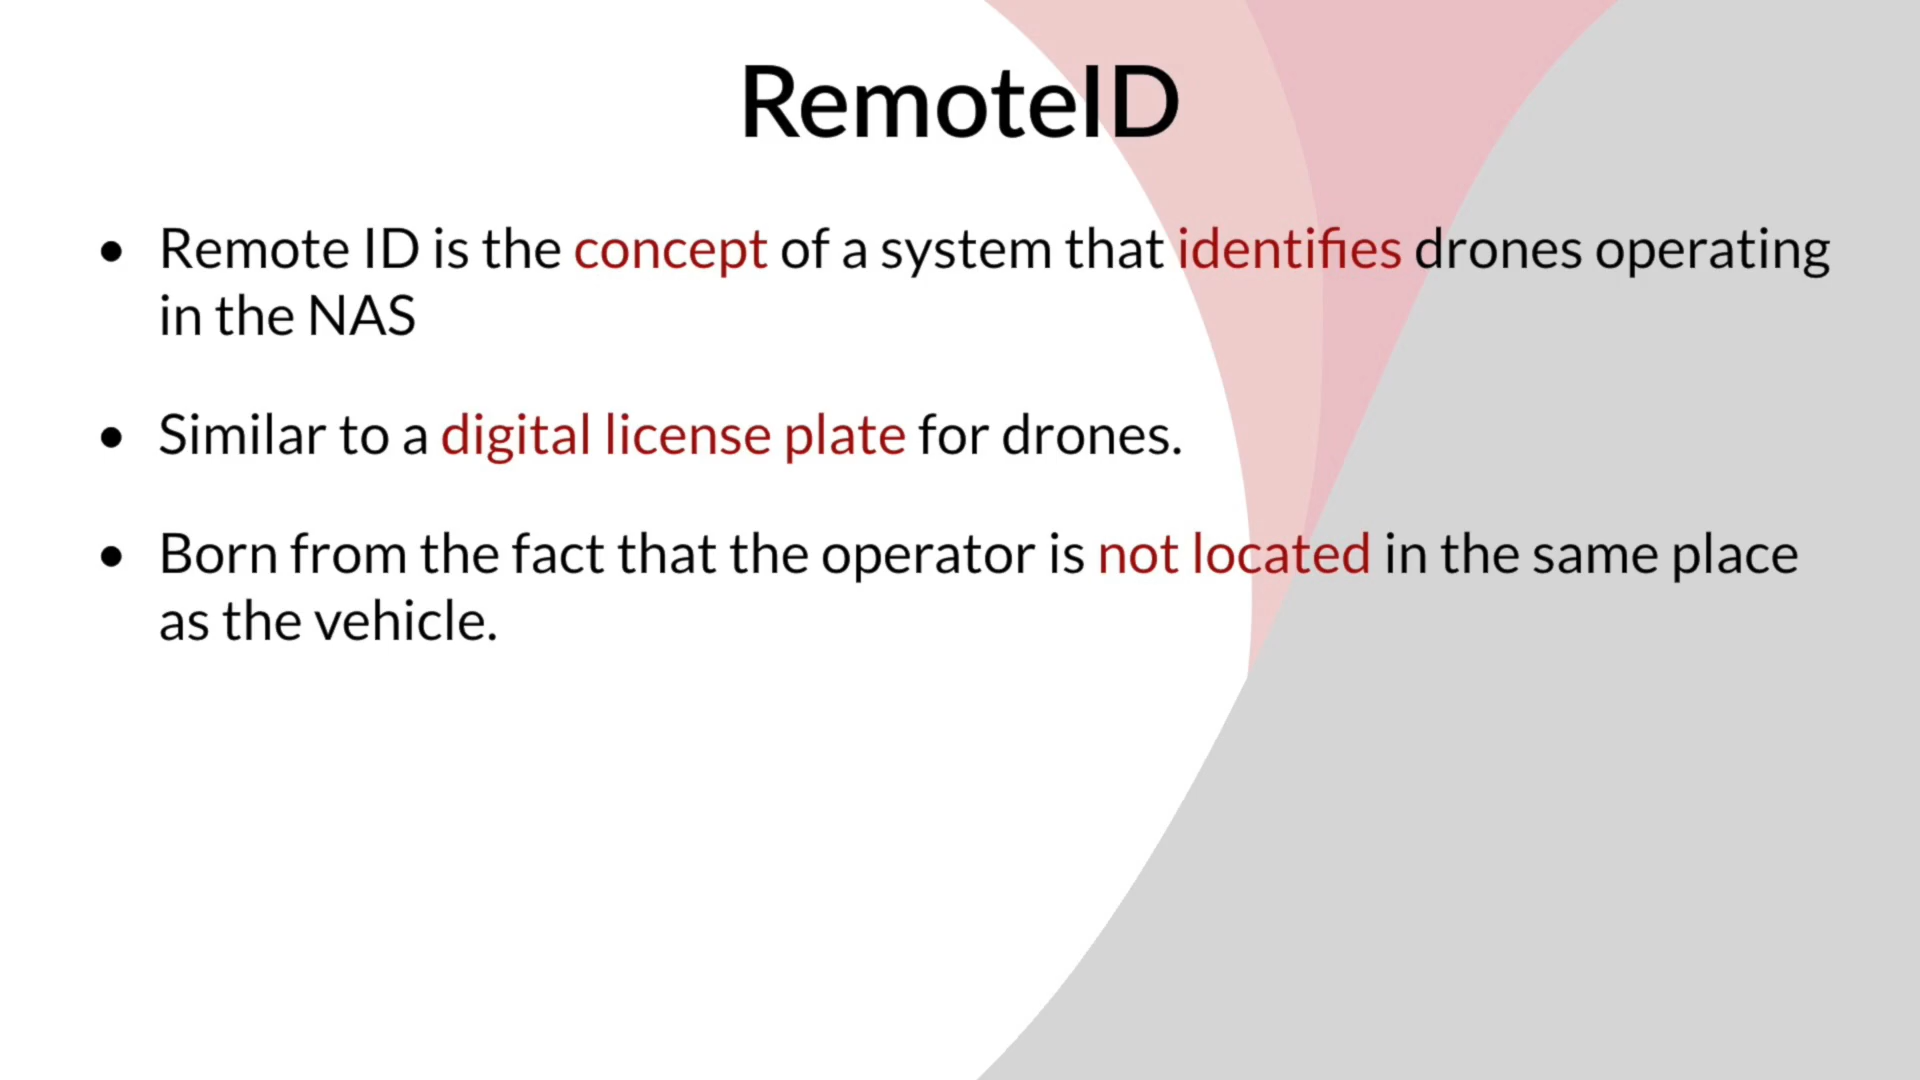 RemoteID
• Remote ID is the concept of a system that identifies drones operating
in the NAS
• Similar to a digital license plate for drones.
• Born from the fact that the operator is not located in the same place
as the vehicle.